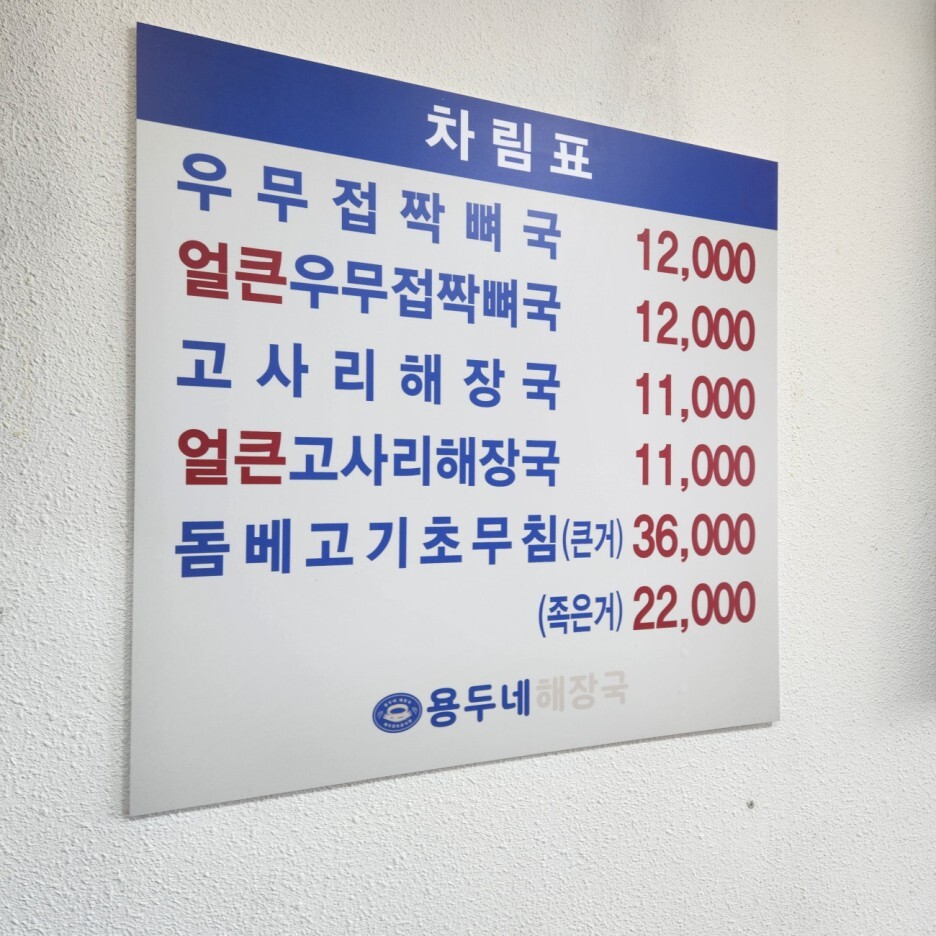 차림표
우무접짝뼈국 12,000
얼큰우무접짝뼈국 12,000
고사리해장국 11,000
얼큰고사리해장국 11,000
돔베고기초무침(큰거) 36,000
(족은거) 22,000
용두네해장국